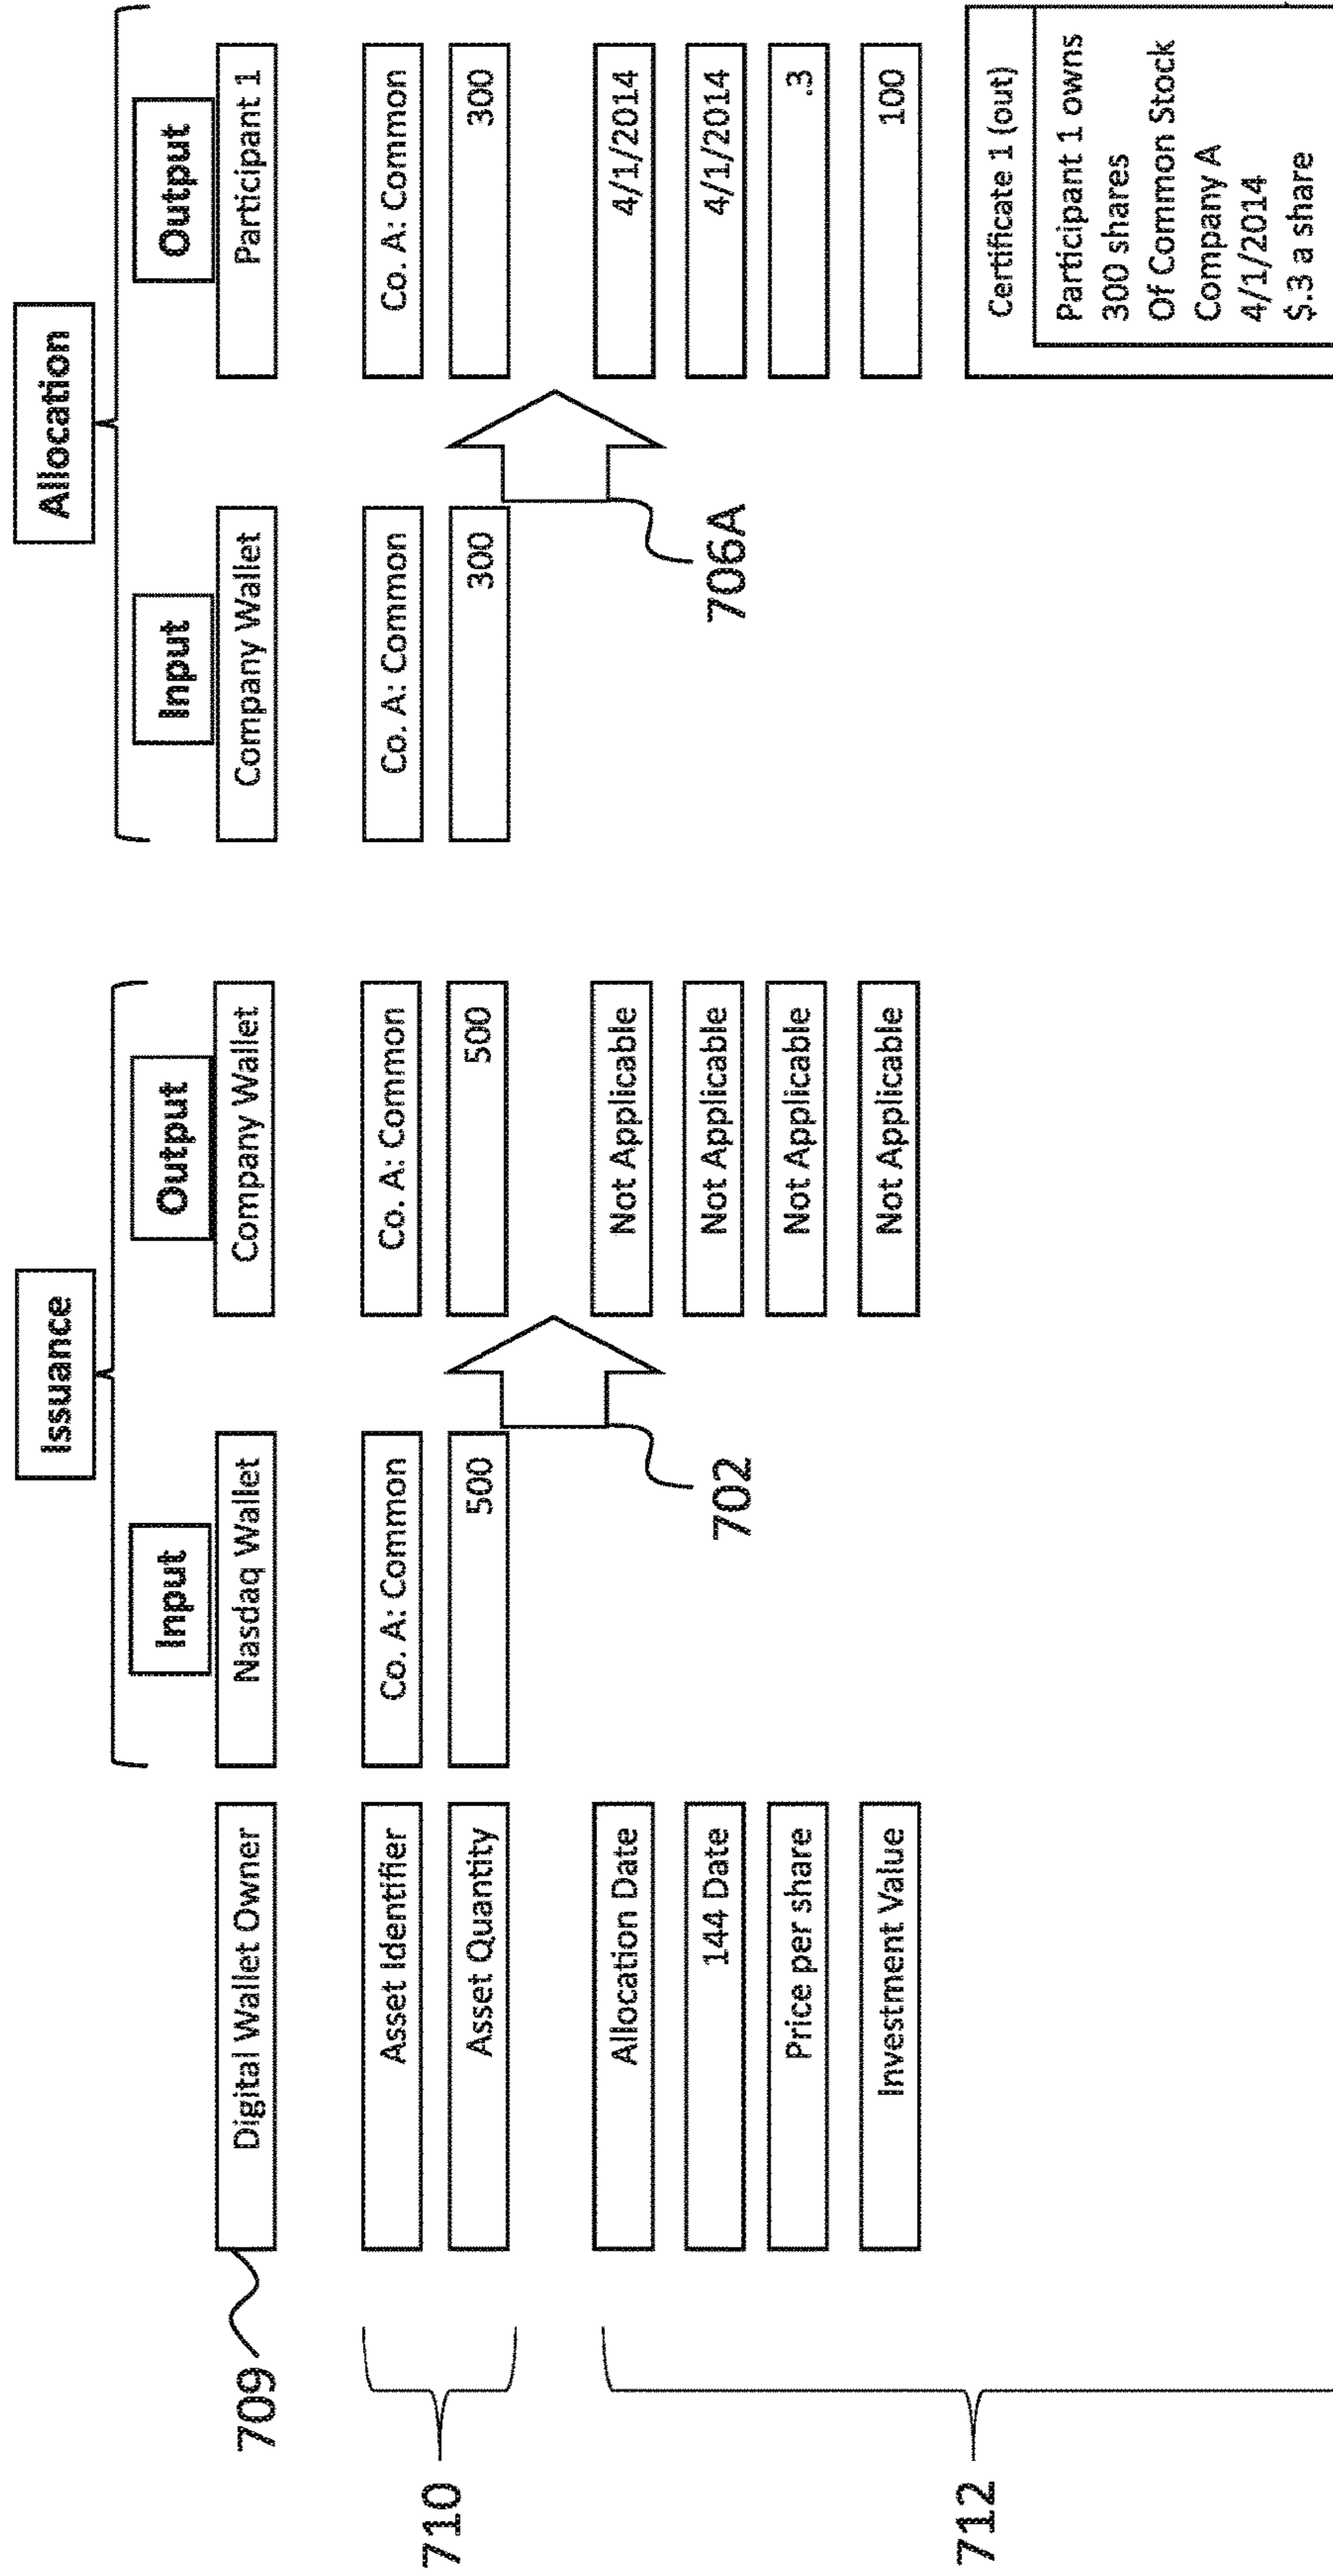 Issuance
Allocation
Input
Output
Input
Output
709
Digital Wallet Owner
Nasdaq Wallet
Company Wallet
Company Wallet
Participant 1
710
Asset Identifier
Co. A: Common
Co. A: Common
Co. A: Common
Co. A: Common
Asset Quantity
500
500
300
300
702
706A
712
Allocation Date
Not Applicable
4/1/2014
144 Date
Not Applicable
4/1/2014
Price per share
Not Applicable
.3
Investment Value
Not Applicable
100
Certificate 1 (out)
Participant 1 owns
300 shares
Of Common Stock
Company A
4/1/2014
$.3 a share